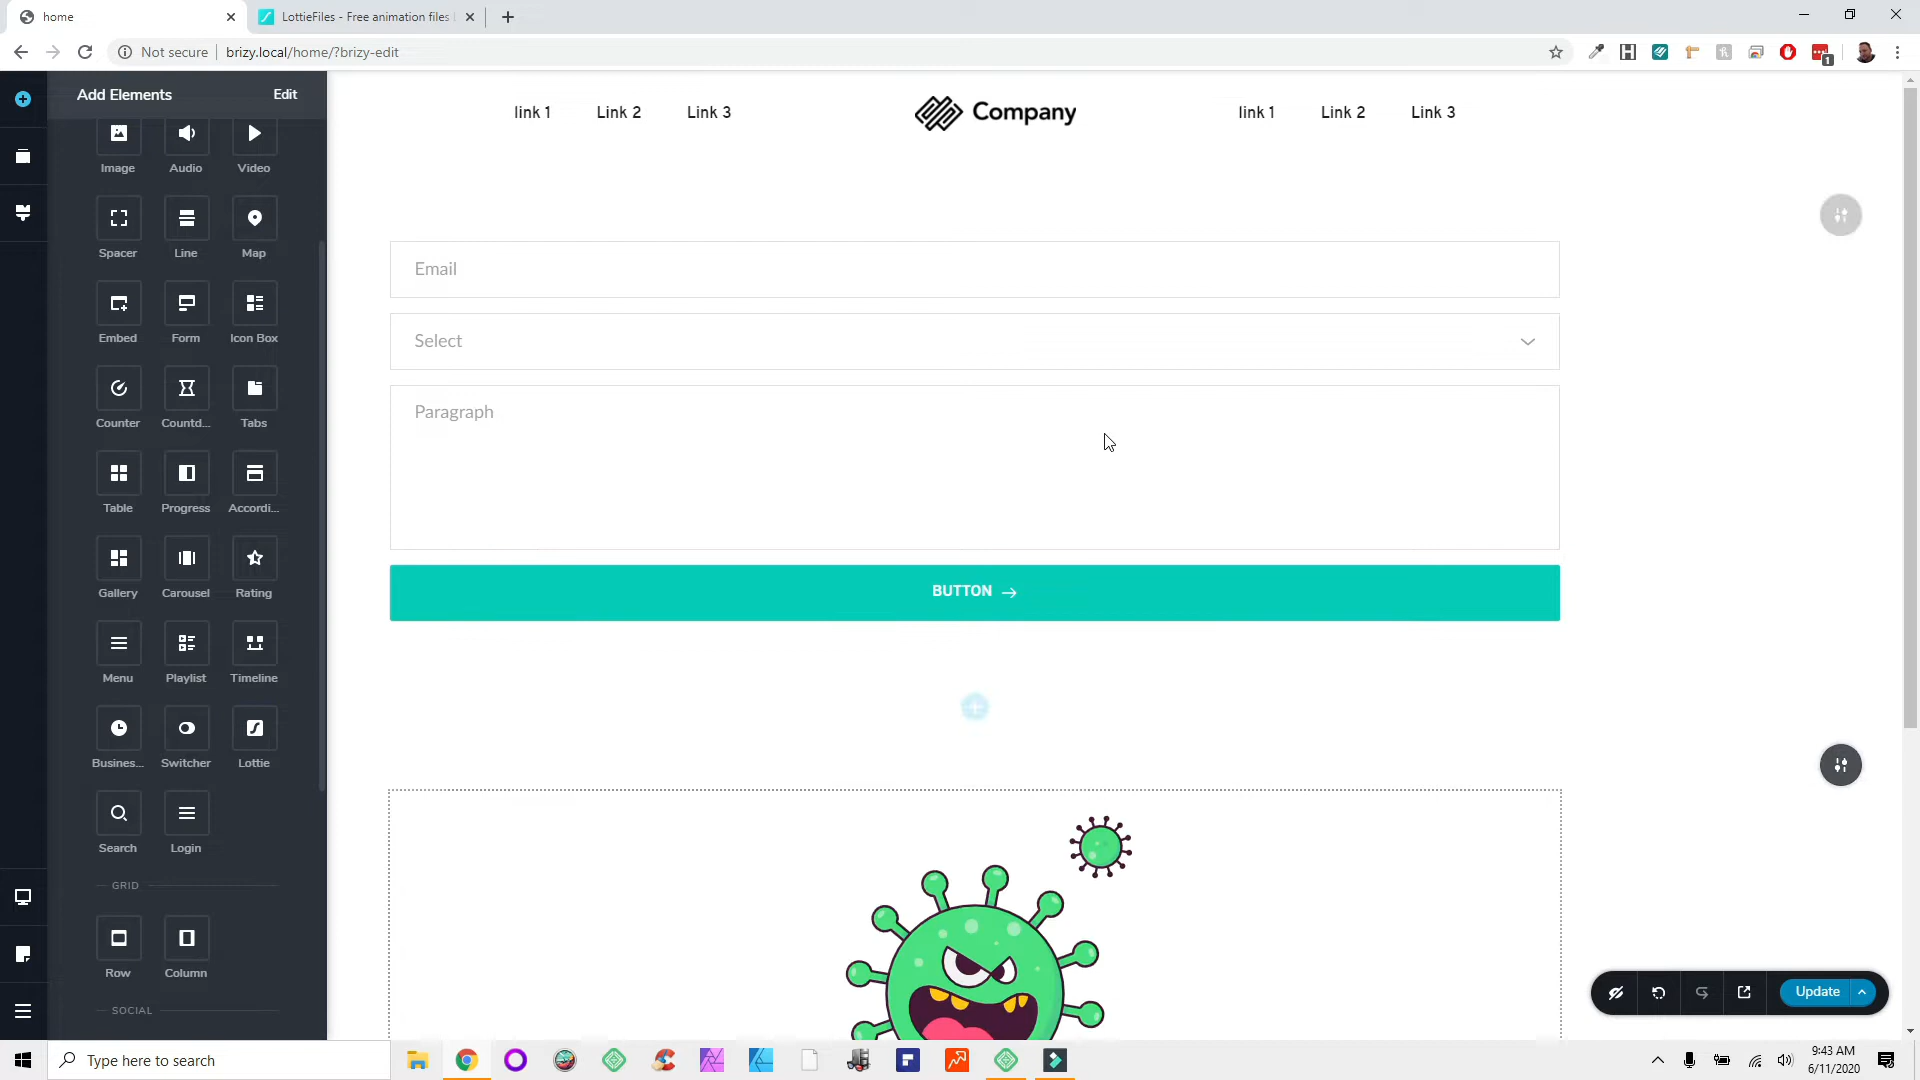 home
LottieFiles - Free animation files
Not secure
brizy.local/home/?brizy-edit
1
Add Elements
Edit
Image
Audio
Video
Spacer
Line
Map
Embed
Form
Icon Box
Counter
Countd...
Tabs
Table
Progress
Accordi...
Gallery
Carousel
Rating
Menu
Playlist
Timeline
Busines...
Switcher
Lottie
Search
Login
GRID
Row
Column
SOCIAL
link 1
Link 2
Link 3
Company
link 1
Link 2
Link 3
Email
Select
Paragraph
BUTTON
Update
Type here to search
9:43 AM
6/11/2020